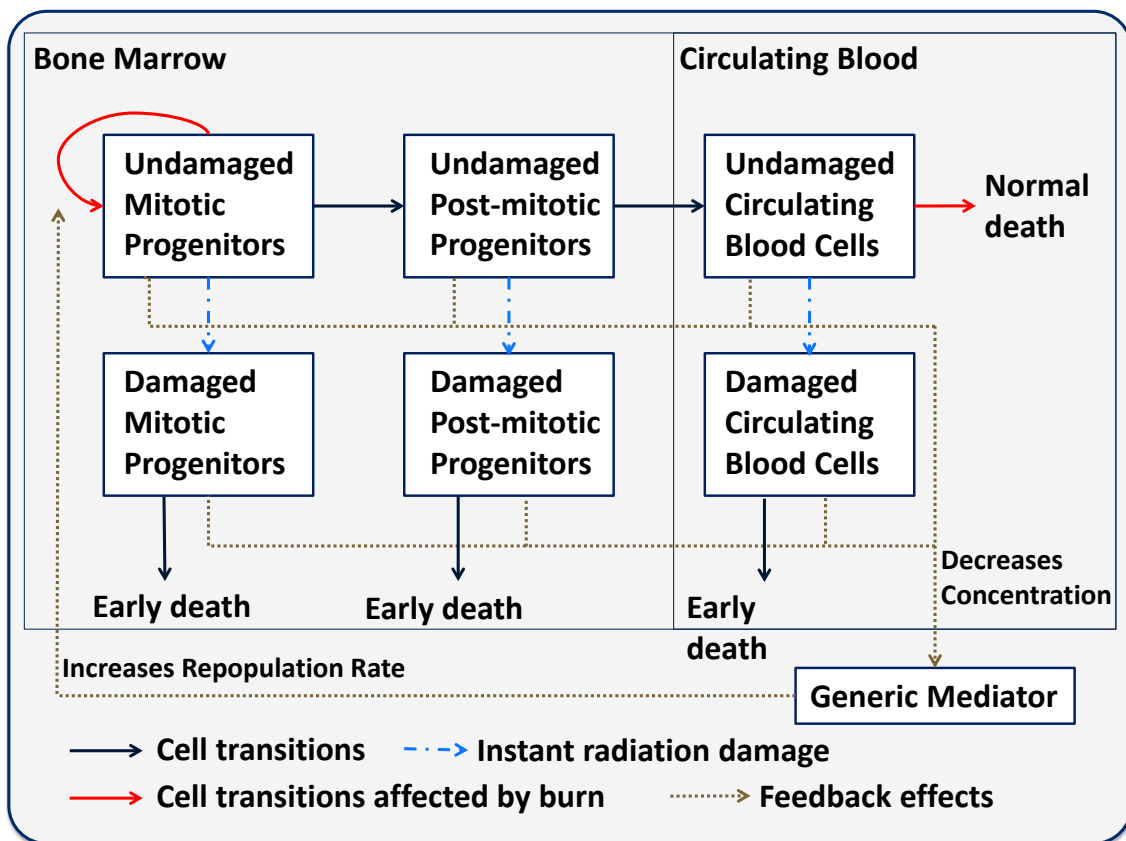 Bone Marrow
Circulating Blood
Undamaged
Mitotic
Progenitors
Undamaged
Post-mitotic
Progenitors
Undamaged
Circulating
Blood Cells
Normal
death
Damaged
Mitotic
Progenitors
Damaged
Post-mitotic
Progenitors
Damaged
Circulating
Blood Cells
Early death
Early death
Early
death
Decreases
Concentration
Increases Repopulation Rate
Generic Mediator
Cell transitions
Instant radiation damage
Cell transitions affected by burn
Feedback effects